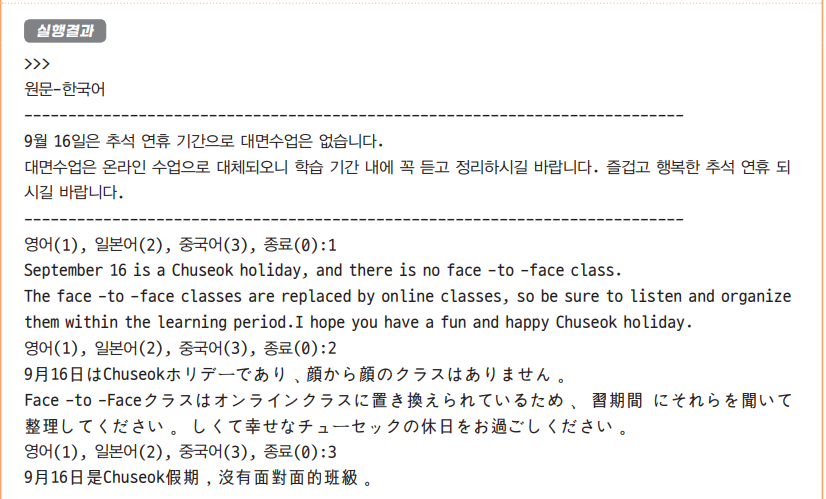 실행결과
>>>
원문-한국어
---------------------------------------------------------------------------
9월 16일은 추석 연휴 기간으로 대면수업은 없습니다.
대면수업은 온라인 수업으로 대체되오니 학습 기간 내에 꼭 듣고 정리하시길 바랍니다. 즐겁고 행복한 추석 연휴 되
시길 바랍니다.
---------------------------------------------------------------------------
영어(1), 일본어(2), 중국어(3), 종료(0):1
September 16 is a Chuseok holiday, and there is no face -to -face class.
The face -to -face classes are replaced by online classes, so be sure to listen and organize
them within the learning period.I hope you have a fun and happy Chuseok holiday.
영어(1), 일본어(2), 중국어(3), 종료(0):2
9月16日はChuseokホリデーであり、顔から顔のクラスはありません。
Face -to -Faceクラスはオンラインクラスに置き換えられているため、 習期間 にそれらを聞いて
整理してください。しくて幸せなチューセックの休日をお過ごしください。
영어(1), 일본어(2), 중국어(3), 종료(0):3
9月16日是Chuseok假期，沒有面對面的班級。